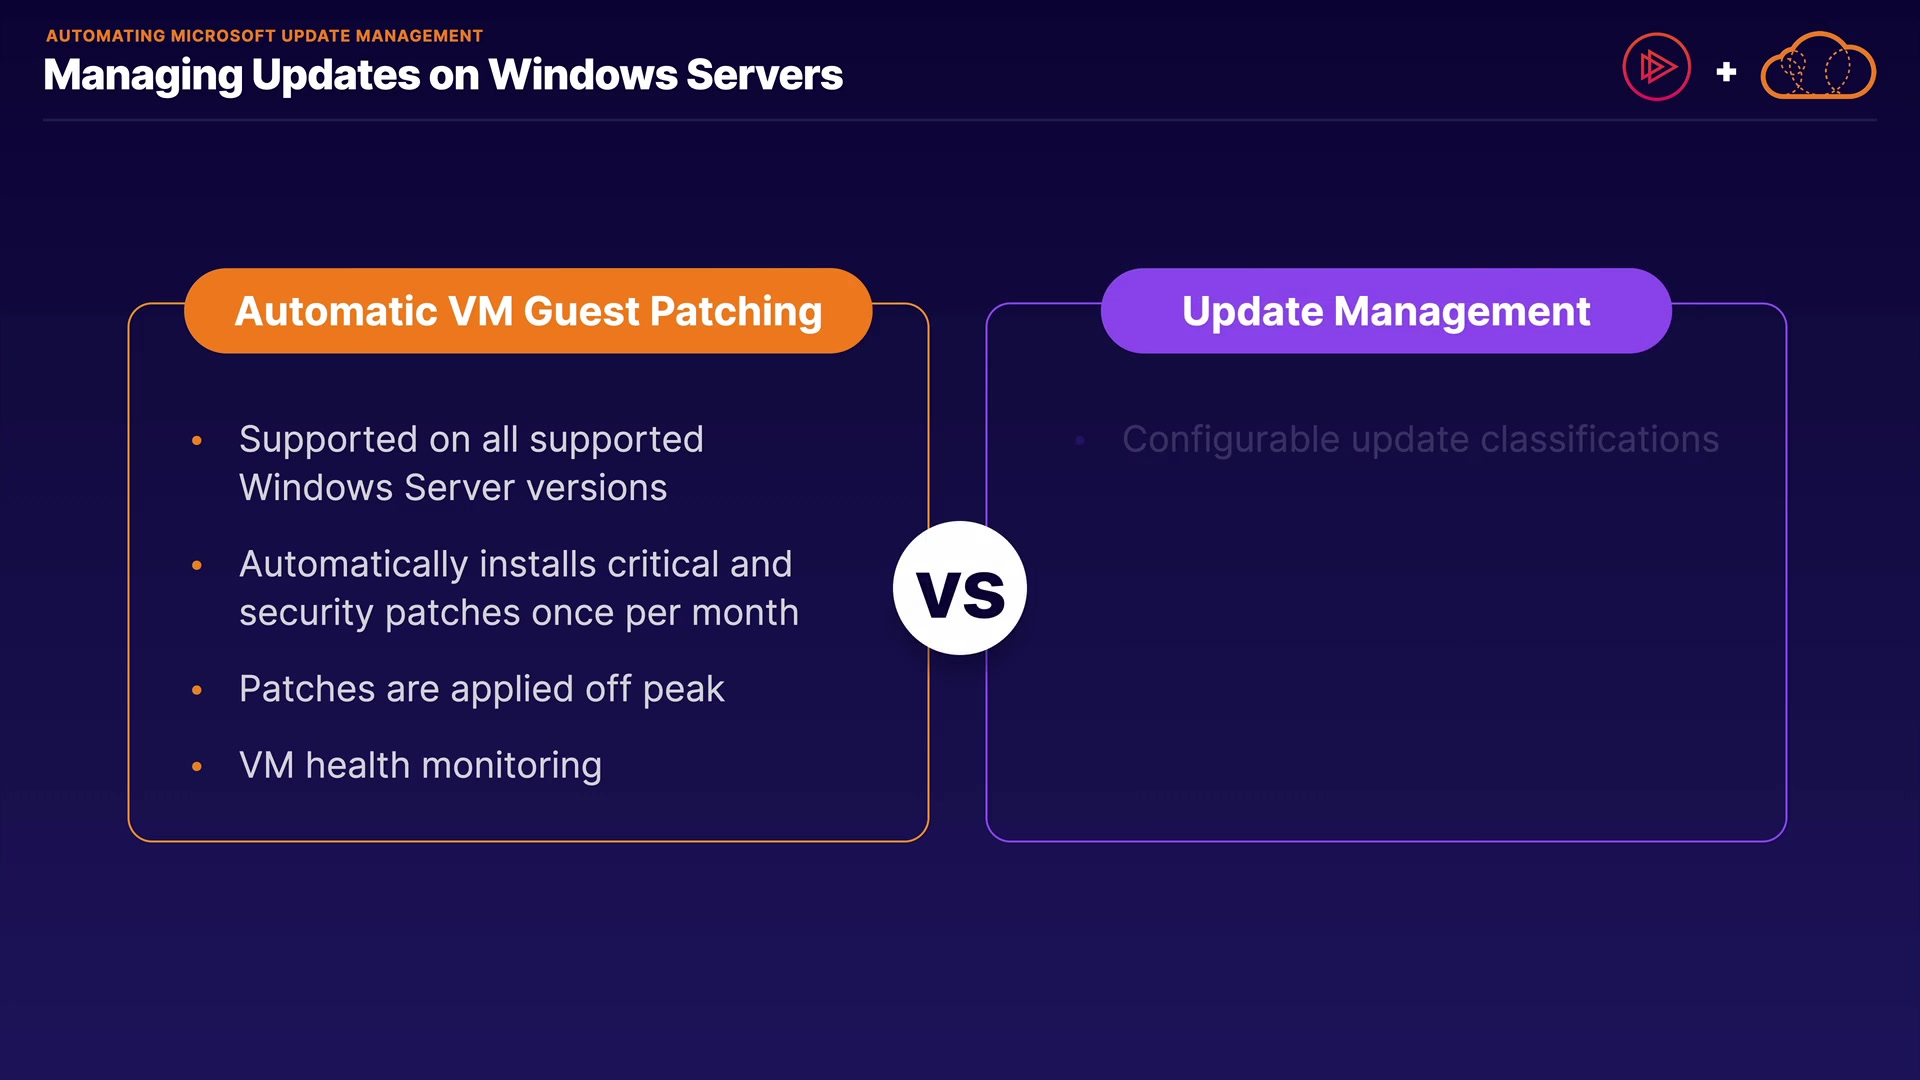 AUTOMATING MICROSOFT UPDATE MANAGEMENT
Managing Updates on Windows Servers
+
Automatic VM Guest Patching
• Supported on all supported
Windows Server versions
• Automatically installs critical and
security patches once per month
• Patches are applied off peak
• VM health monitoring
VS
Update Management
• Configurable update classifications